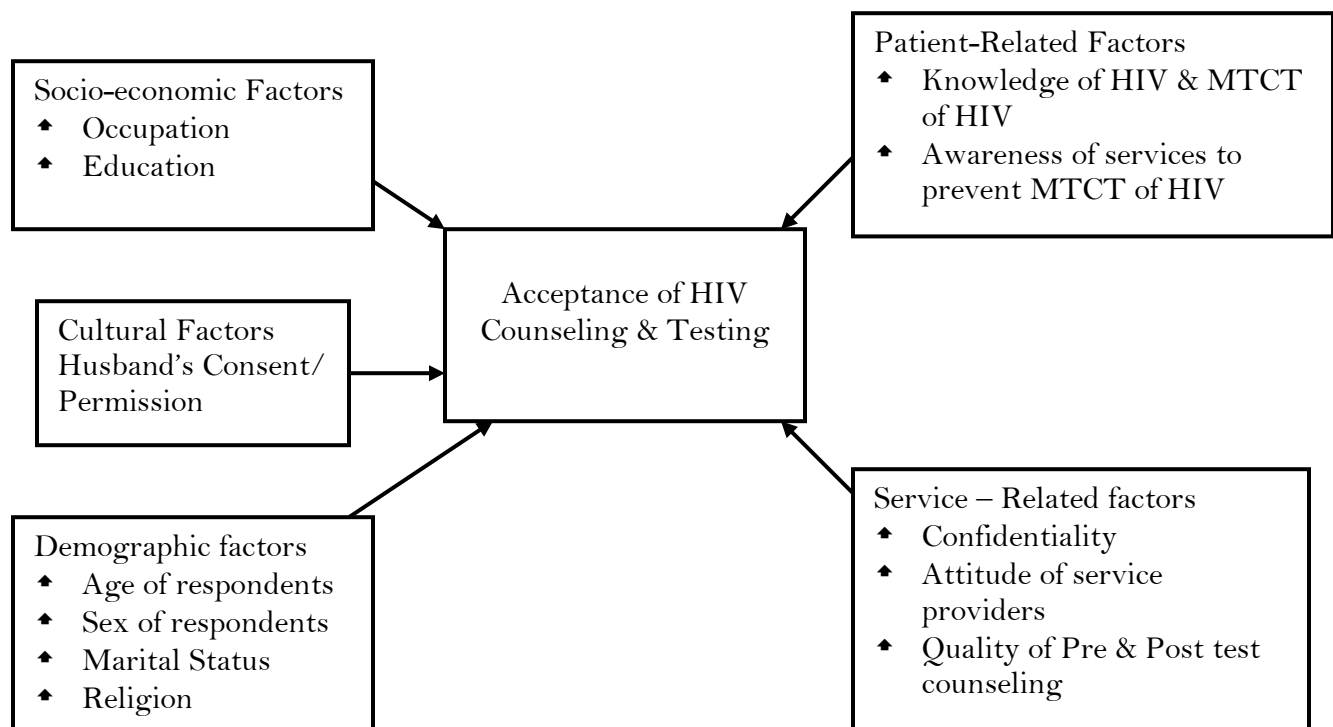 Socio-economic Factors
Occupation
Education
Patient-Related Factors
Knowledge of HIV & MTCT
of HIV
Awareness of services to
prevent MTCT of HIV
Acceptance of HIV
Counseling & Testing
Cultural Factors
Husband's Consent/
Permission
Demographic factors
Age of respondents
Sex of respondents
Marital Status
Religion
Service – Related factors
Confidentiality
Attitude of service
providers
Quality of Pre & Post test
counseling